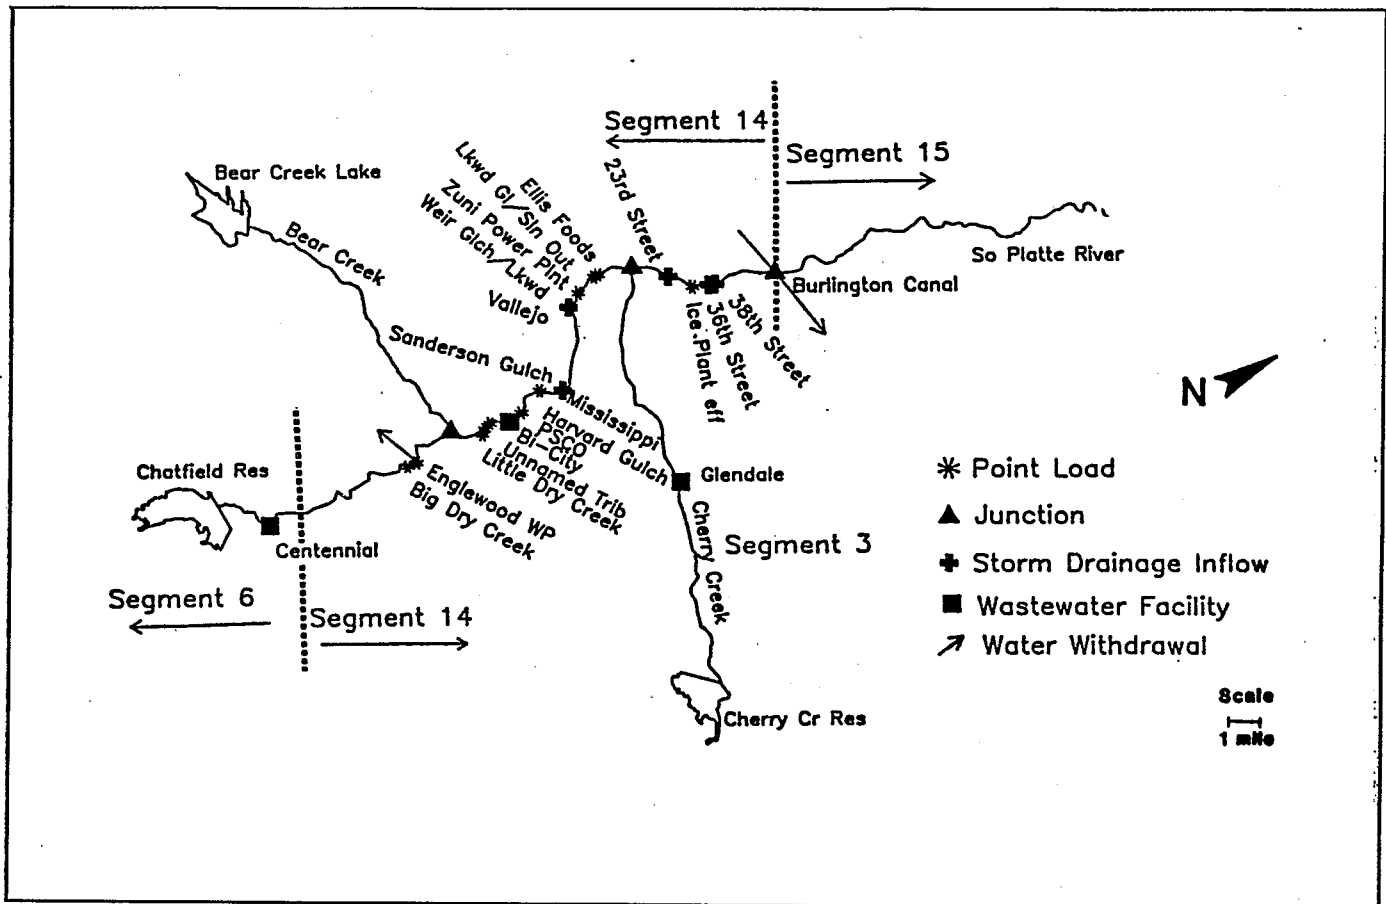 Segment 14
Segment 15
Bear Creek Lake
Bear Creek
Ellis Foods
Lkwd Gl/Sln Out
Zuni Power Plnt
Weir Glch/Lkwd
Vallejo
23rd Street
So Platte River
Burlington Canal
38th Street
36th Street
Ice Plant eff
Sanderson Gulch
Mississippi
Harvard Gulch
PSCO
Bi-City
Unnamed Trib
Little Dry Creek
Englewood WP
Big Dry Creek
Glendale
Cherry Creek
Segment 3
Chatfield Res
Centennial
Segment 6
Segment 14
Cherry Cr Res
N
Point Load
Junction
Storm Drainage Inflow
Wastewater Facility
Water Withdrawal
Scale
1 mile